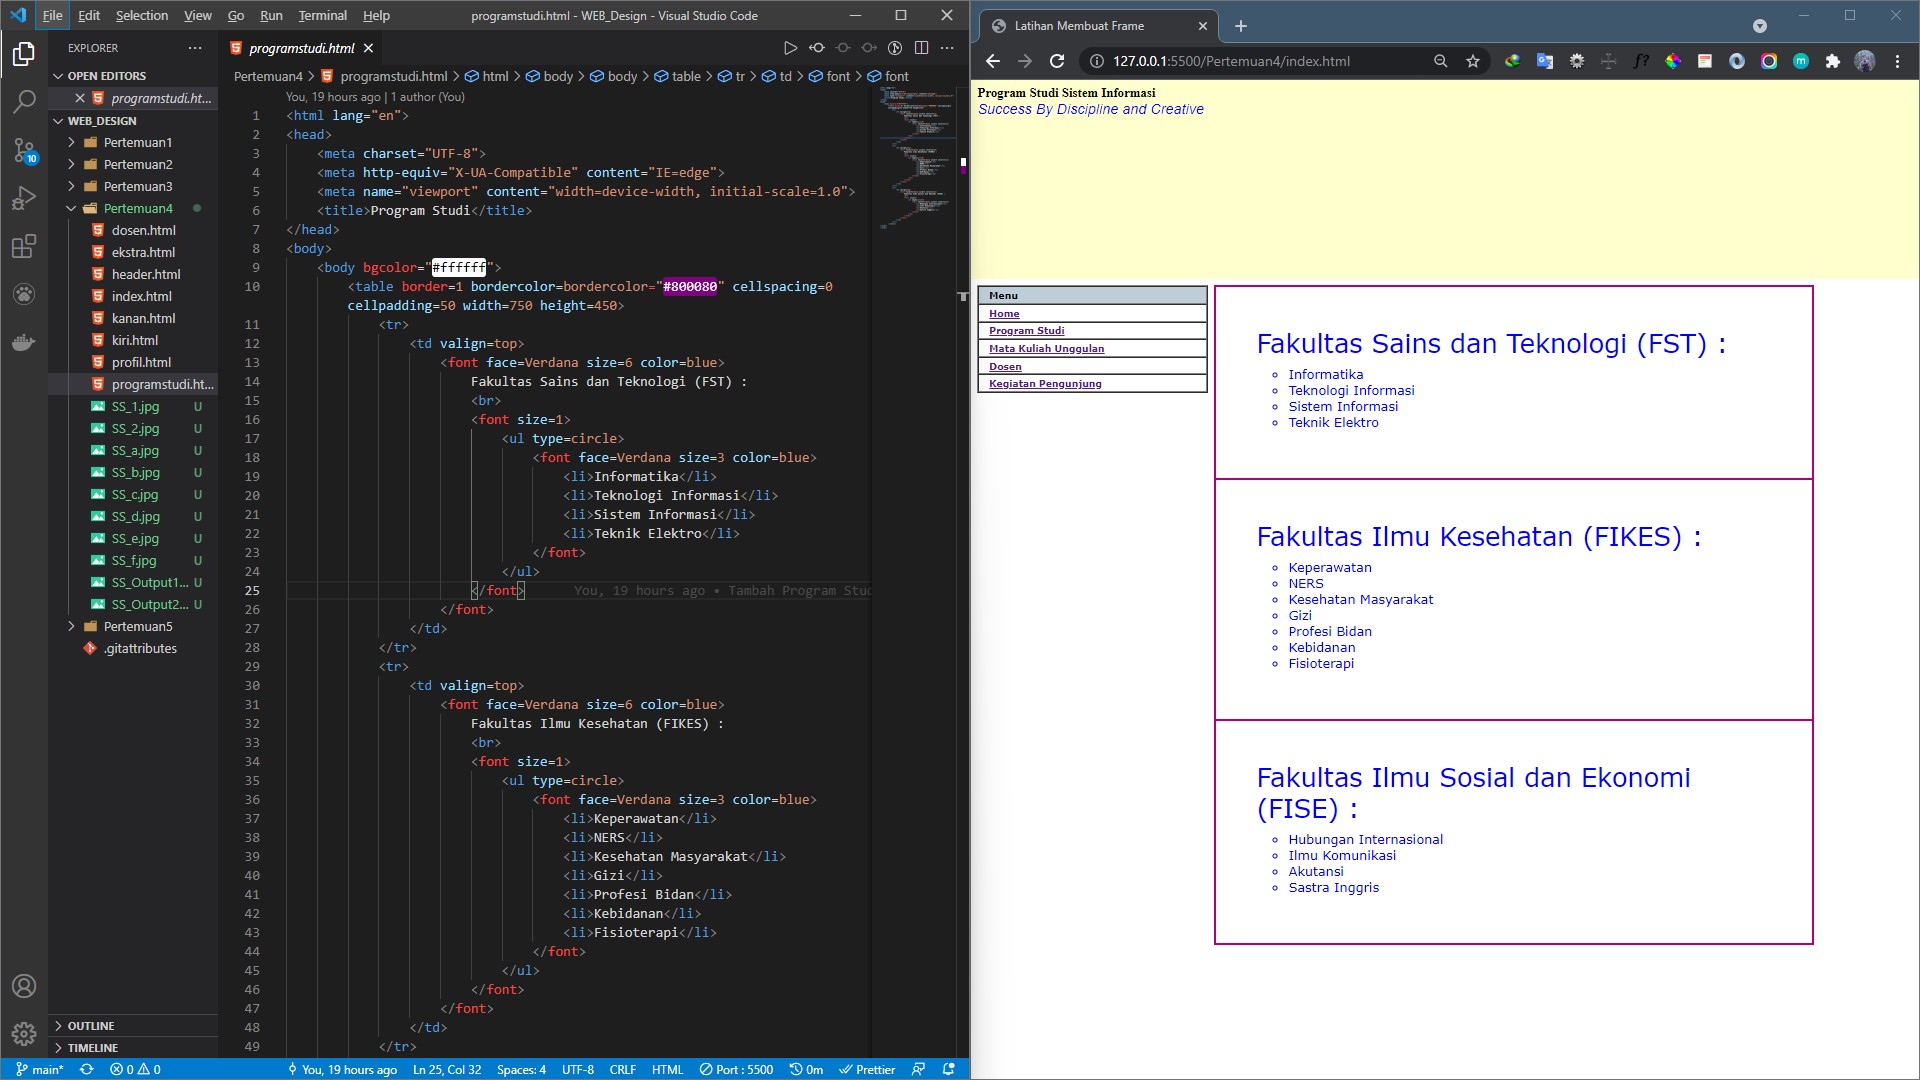 File Edit Selection View Go Run Terminal Help programstudi.html - WEB_Design - Visual Studio Code
EXPLORER
OPEN EDITORS
programstudi.ht...
WEB_DESIGN
Pertemuan1
Pertemuan2
Pertemuan3
Pertemuan4
dosen.html
ekstra.html
header.html
index.html
kanan.html
kiri.html
profil.html
programstudi.ht...
SS_1.jpg U
SS_2.jpg U
SS_a.jpg U
SS_b.jpg U
SS_c.jpg U
SS_d.jpg U
SS_e.jpg U
SS_f.jpg U
SS_Output1... U
SS_Output2... U
Pertemuan5
.gitattributes
OUTLINE
TIMELINE
10
programstudi.html
Pertemuan4 > programstudi.html > html > body > body > table > tr > td > font > font
You, 19 hours ago | 1 author (You)
1 <html lang="en">
2 <head>
3 <meta charset="UTF-8">
4 <meta http-equiv="X-UA-Compatible" content="IE=edge">
5 <meta name="viewport" content="width=device-width, initial-scale=1.0">
6 <title>Program Studi</title>
7 </head>
8 <body>
9 <body bgcolor="#ffffff">
10 <table border=1 bordercolor=bordercolor="#800080" cellspacing=0
cellpadding=50 width=750 height=450>
11 <tr>
12 <td valign=top>
13 <font face=Verdana size=6 color=blue>
14 Fakultas Sains dan Teknologi (FST) :
15 <br>
16 <font size=1>
17 <ul type=circle>
18 <font face=Verdana size=3 color=blue>
19 <li>Informatika</li>
20 <li>Teknologi Informasi</li>
21 <li>Sistem Informasi</li>
22 <li>Teknik Elektro</li>
23 </font>
24 </ul>
25 </font> You, 19 hours ago • Tambah Program Stud
26 </font>
27 </td>
28 </tr>
29 <tr>
30 <td valign=top>
31 <font face=Verdana size=6 color=blue>
32 Fakultas Ilmu Kesehatan (FIKES) :
33 <br>
34 <font size=1>
35 <ul type=circle>
36 <font face=Verdana size=3 color=blue>
37 <li>Keperawatan</li>
38 <li>NERS</li>
39 <li>Kesehatan Masyarakat</li>
40 <li>Gizi</li>
41 <li>Profesi Bidan</li>
42 <li>Kebidanan</li>
43 <li>Fisioterapi</li>
44 </font>
45 </ul>
46 </font>
47 </font>
48 </td>
49 </tr>
main* 0 0 You, 19 hours ago Ln 25, Col 32 Spaces: 4 UTF-8 CRLF HTML Port : 5500 0m Prettier
Latihan Membuat Frame
127.0.0.1:5500/Pertemuan4/index.html
Program Studi Sistem Informasi
Success By Discipline and Creative
Menu
Home
Program Studi
Mata Kuliah Unggulan
Dosen
Kegiatan Pengunjung
Fakultas Sains dan Teknologi (FST) :
Informatika
Teknologi Informasi
Sistem Informasi
Teknik Elektro
Fakultas Ilmu Kesehatan (FIKES) :
Keperawatan
NERS
Kesehatan Masyarakat
Gizi
Profesi Bidan
Kebidanan
Fisioterapi
Fakultas Ilmu Sosial dan Ekonomi
(FISE) :
Hubungan Internasional
Ilmu Komunikasi
Akutansi
Sastra Inggris